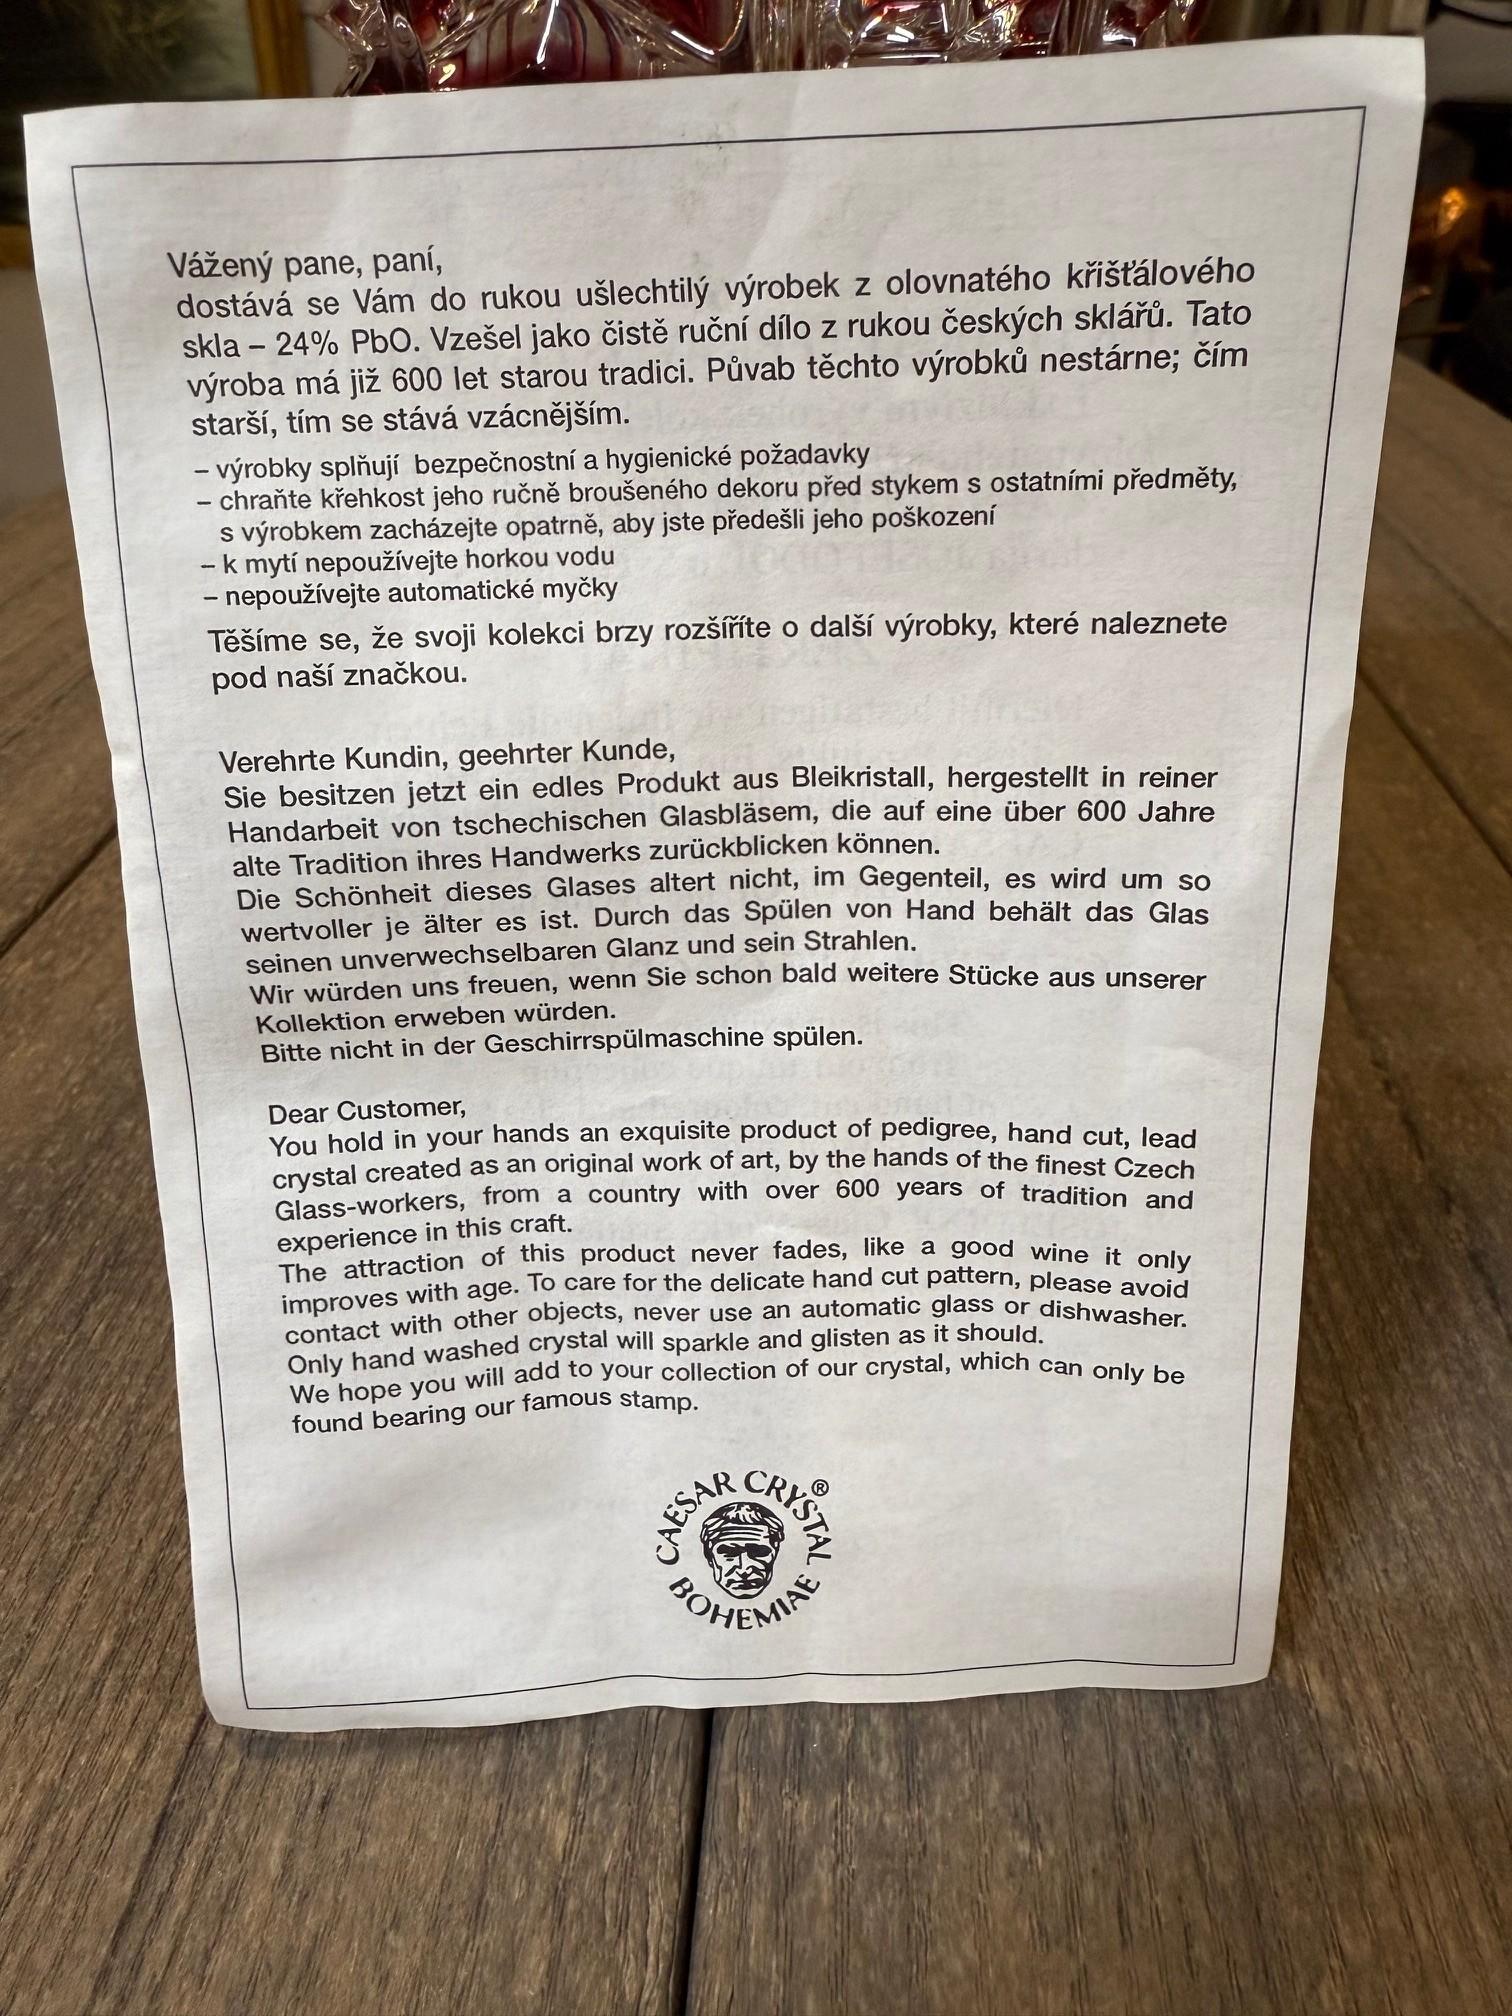 Vážený pane, paní,
dostává se Vám do rukou ušlechtilý výrobek z olovnatého křišťálového
skla – 24% PbO. Vzešel jako čistě ruční dílo z rukou českých sklářů. Tato
výroba má již 600 let starou tradici. Půvab těchto výrobků nestárne; čím
starší, tím se stává vzácnějším.
– výrobky splňují bezpečnostní a hygienické požadavky
– chraňte křehkost jeho ručně broušeného dekoru před stykem s ostatními předměty,
s výrobkem zacházejte opatrně, aby jste předešli jeho poškození
– k mytí nepoužívejte horkou vodu
– nepoužívejte automatické myčky
Těšíme se, že svoji kolekci brzy rozšíříte o další výrobky, které naleznete
pod naší značkou.
Verehrte Kundin, geehrter Kunde,
Sie besitzen jetzt ein edles Produkt aus Bleikristall, hergestellt in reiner
Handarbeit von tschechischen Glasbläsem, die auf eine über 600 Jahre
alte Tradition ihres Handwerks zurückblicken können.
Die Schönheit dieses Glases altert nicht, im Gegenteil, es wird um so
wertvoller je älter es ist. Durch das Spülen von Hand behält das Glas
seinen unverwechselbaren Glanz und sein Strahlen.
Wir würden uns freuen, wenn Sie schon bald weitere Stücke aus unserer
Kollektion erweben würden.
Bitte nicht in der Geschirrspülmaschine spülen.
Dear Customer,
You hold in your hands an exquisite product of pedigree, hand cut, lead
crystal created as an original work of art, by the hands of the finest Czech
Glass-workers, from a country with over 600 years of tradition and
experience in this craft.
The attraction of this product never fades, like a good wine it only
improves with age. To care for the delicate hand cut pattern, please avoid
contact with other objects, never use an automatic glass or dishwasher.
Only hand washed crystal will sparkle and glisten as it should.
We hope you will add to your collection of our crystal, which can only be
found bearing our famous stamp.
CAESAR CRYSTAL ®
BOHEMIAE